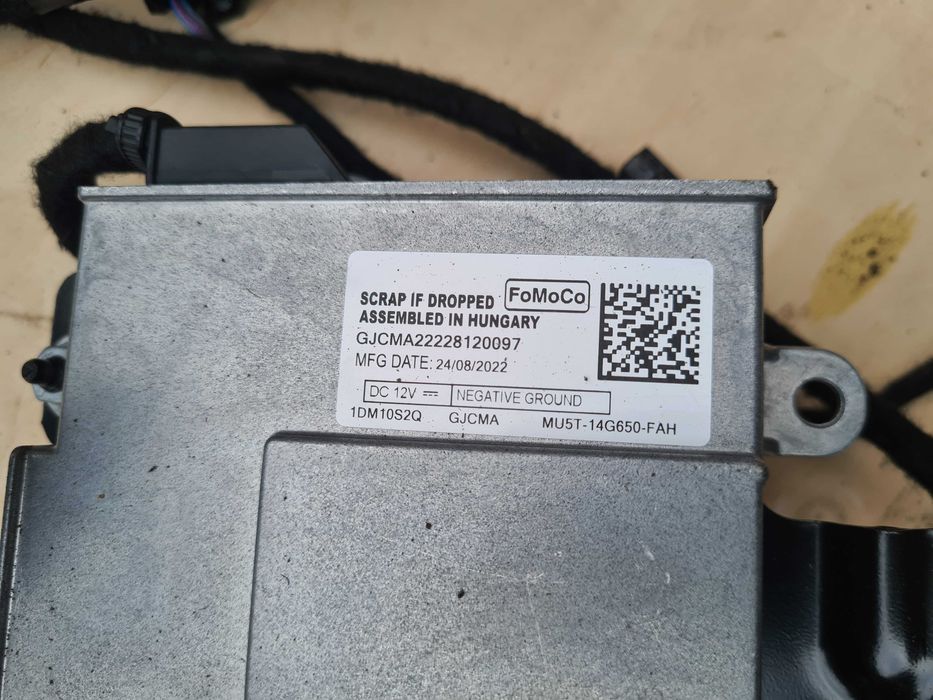 SCRAP IF DROPPED FoMoCo
ASSEMBLED IN HUNGARY
GJCMA22228120097
MFG DATE: 24/08/2022
DC 12V ⎓ NEGATIVE GROUND
1DM10S2Q GJCMA MU5T-14G650-FAH